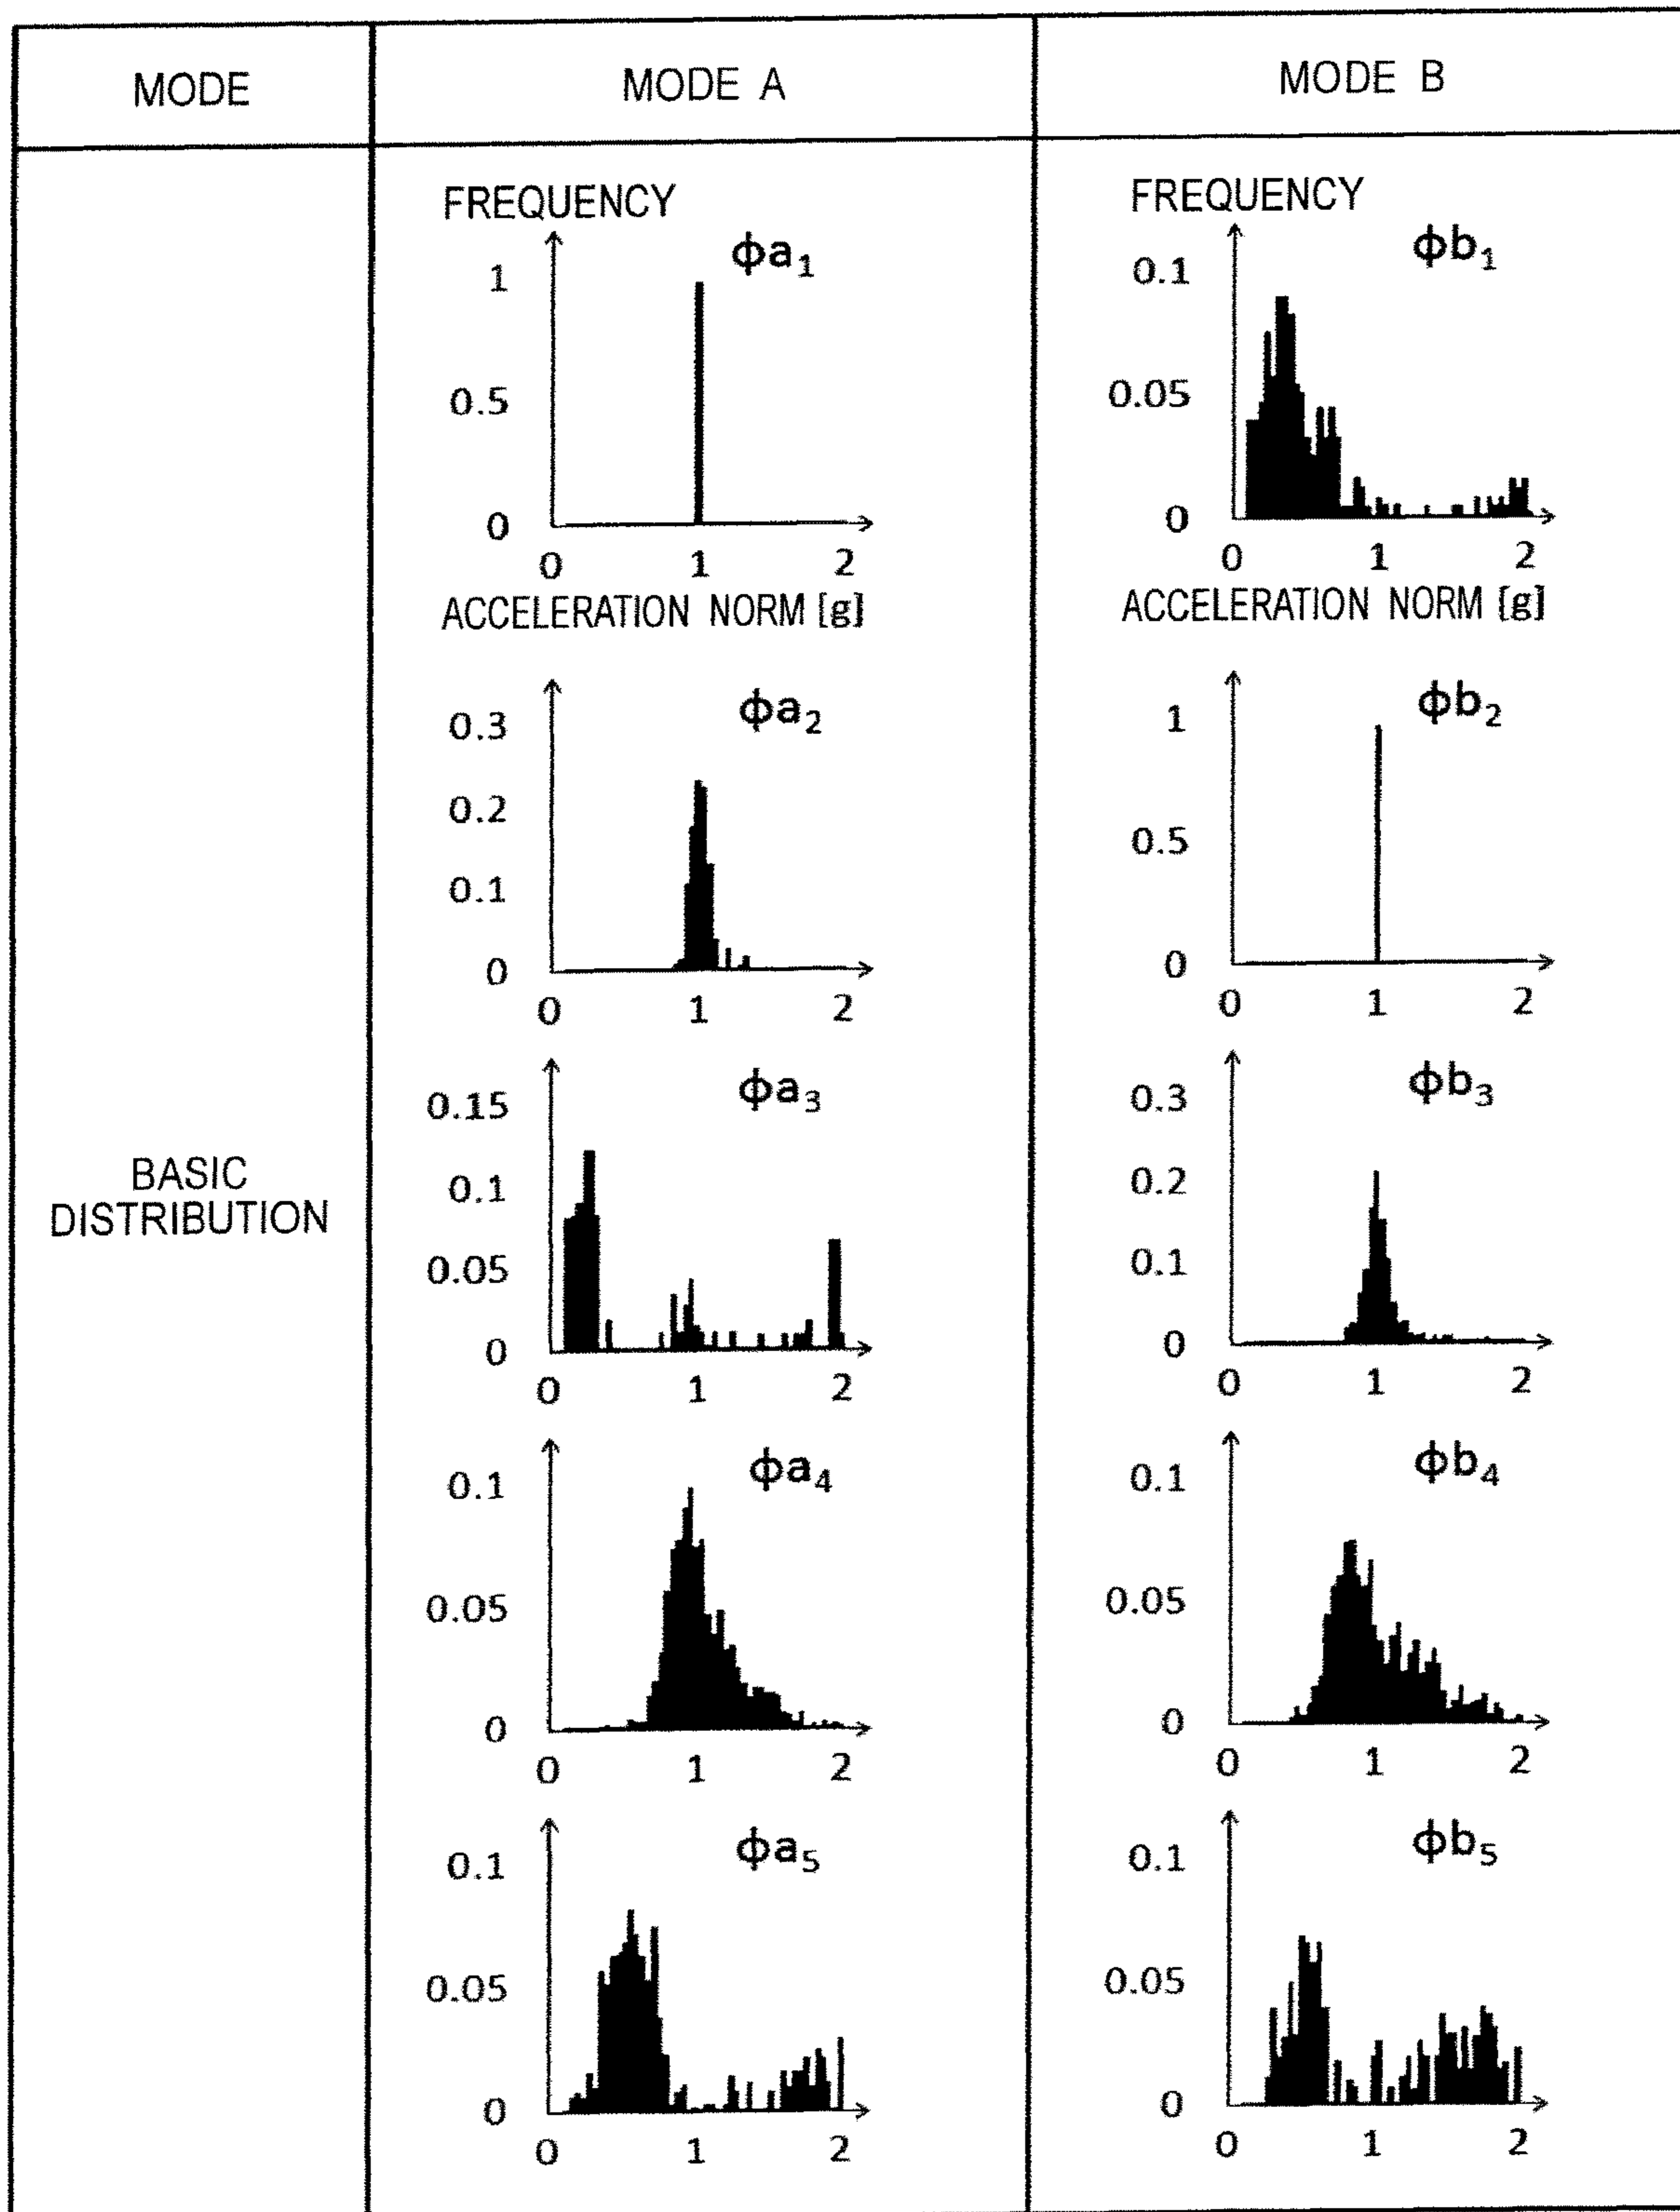 MODE
MODE A
MODE B
BASIC
DISTRIBUTION
FREQUENCY
ϕa₁
1
0.5
0
0 1 2
ACCELERATION NORM [g]
ϕa₂
0.3
0.2
0.1
0
0 1 2
ϕa₃
0.15
0.1
0.05
0
0 1 2
ϕa₄
0.1
0.05
0
0 1 2
ϕa₅
0.1
0.05
0
0 1 2
FREQUENCY
ϕb₁
0.1
0.05
0
0 1 2
ACCELERATION NORM [g]
ϕb₂
1
0.5
0
0 1 2
ϕb₃
0.3
0.2
0.1
0
0 1 2
ϕb₄
0.1
0.05
0
0 1 2
ϕb₅
0.1
0.05
0
0 1 2